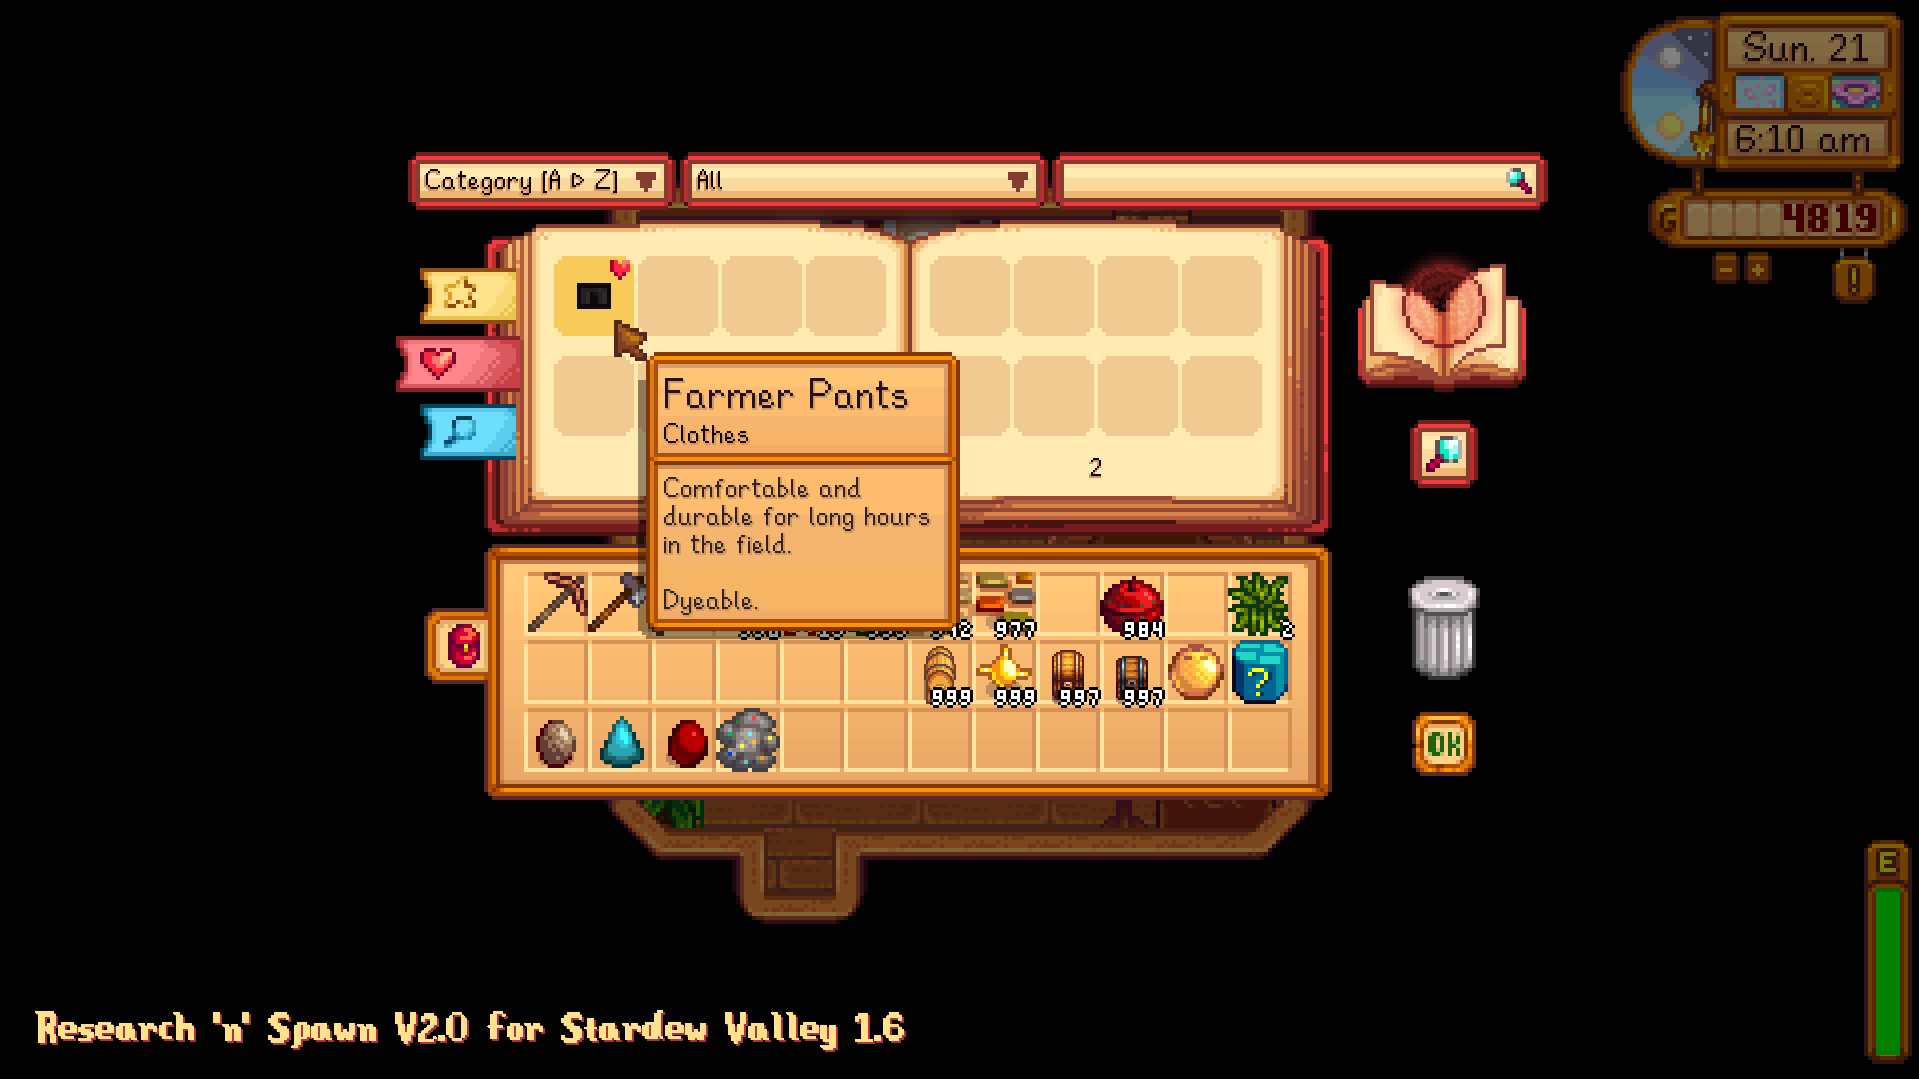 Sun. 21
6:10 am
G 4819
Category [A ▷ Z]
All
Farmer Pants
Clothes
Comfortable and
durable for long hours
in the field.
Dyeable.
2
977
984
2
999
999
997
997
?
OK
E
Research 'n' Spawn V2.0 for Stardew Valley 1.6